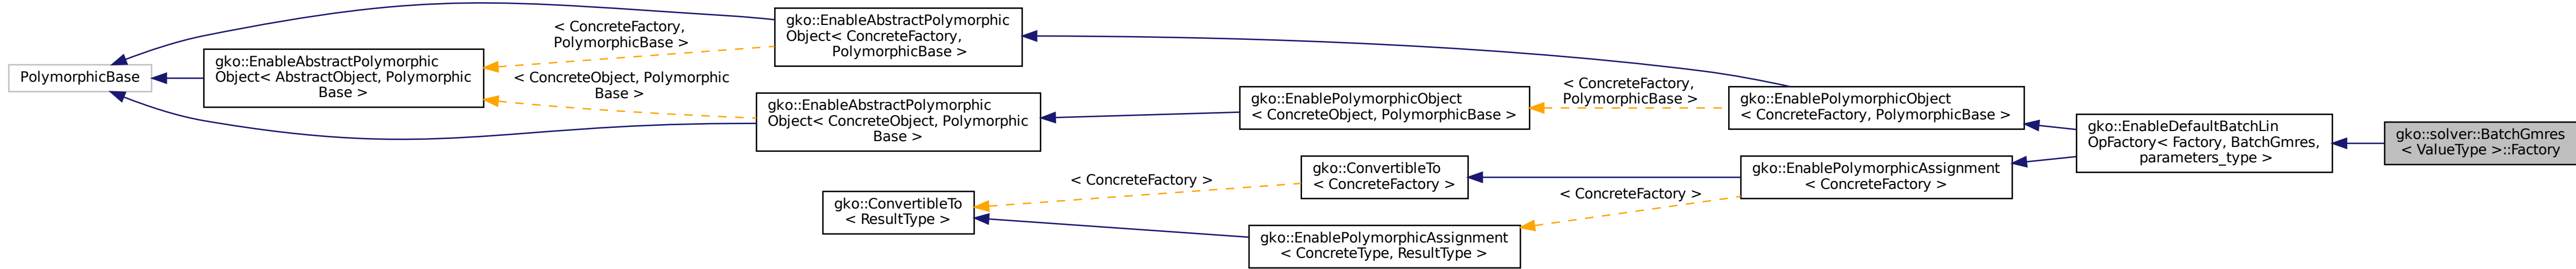 PolymorphicBase
gko::EnableAbstractPolymorphic
Object< AbstractObject, Polymorphic
Base >
< ConcreteFactory,
PolymorphicBase >
< ConcreteObject, Polymorphic
Base >
gko::EnableAbstractPolymorphic
Object< ConcreteFactory,
PolymorphicBase >
gko::EnableAbstractPolymorphic
Object< ConcreteObject, Polymorphic
Base >
gko::ConvertibleTo
< ResultType >
< ConcreteFactory >
gko::EnablePolymorphicObject
< ConcreteObject, PolymorphicBase >
gko::ConvertibleTo
< ConcreteFactory >
gko::EnablePolymorphicAssignment
< ConcreteType, ResultType >
< ConcreteFactory,
PolymorphicBase >
< ConcreteFactory >
gko::EnablePolymorphicObject
< ConcreteFactory, PolymorphicBase >
gko::EnablePolymorphicAssignment
< ConcreteFactory >
gko::EnableDefaultBatchLin
OpFactory< Factory, BatchGmres,
parameters_type >
gko::solver::BatchGmres
< ValueType >::Factory